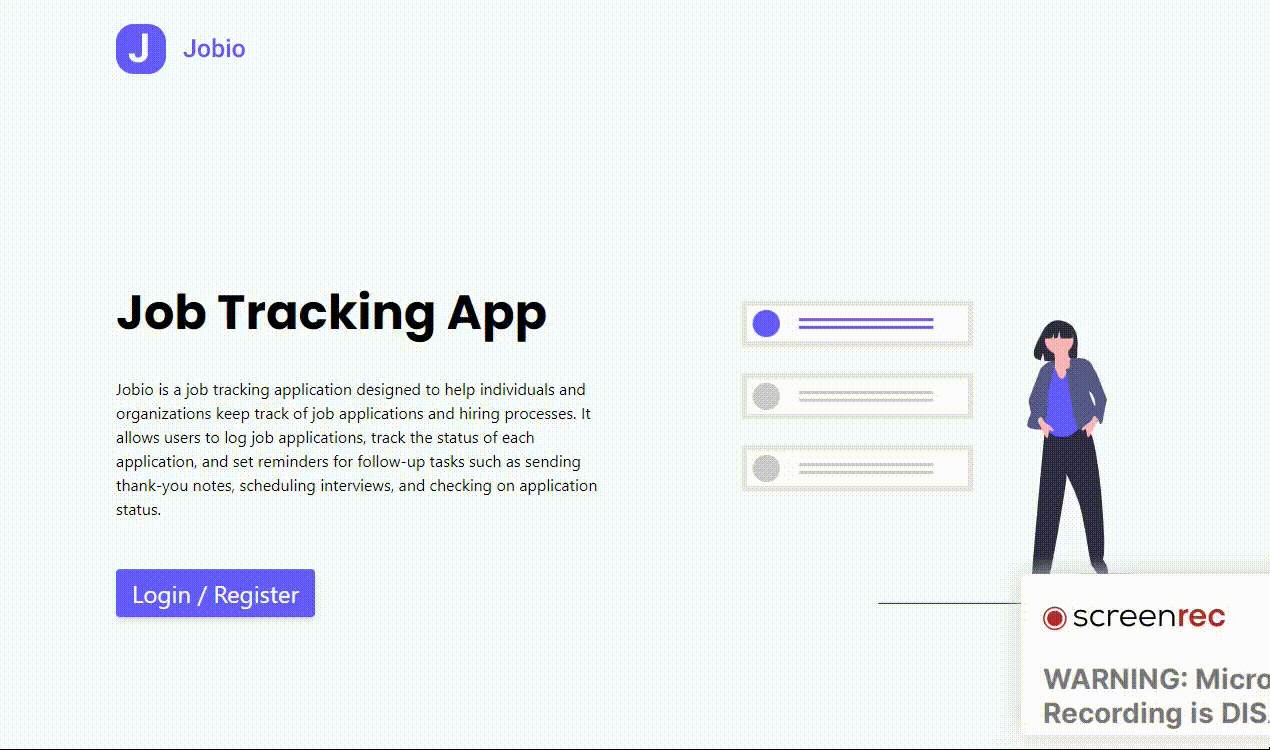 J Jobio
Job Tracking App
Jobio is a job tracking application designed to help individuals and
organizations keep track of job applications and hiring processes. It
allows users to log job applications, track the status of each
application, and set reminders for follow-up tasks such as sending
thank-you notes, scheduling interviews, and checking on application
status.
Login / Register
screenrec
WARNING: Micro
Recording is DIS